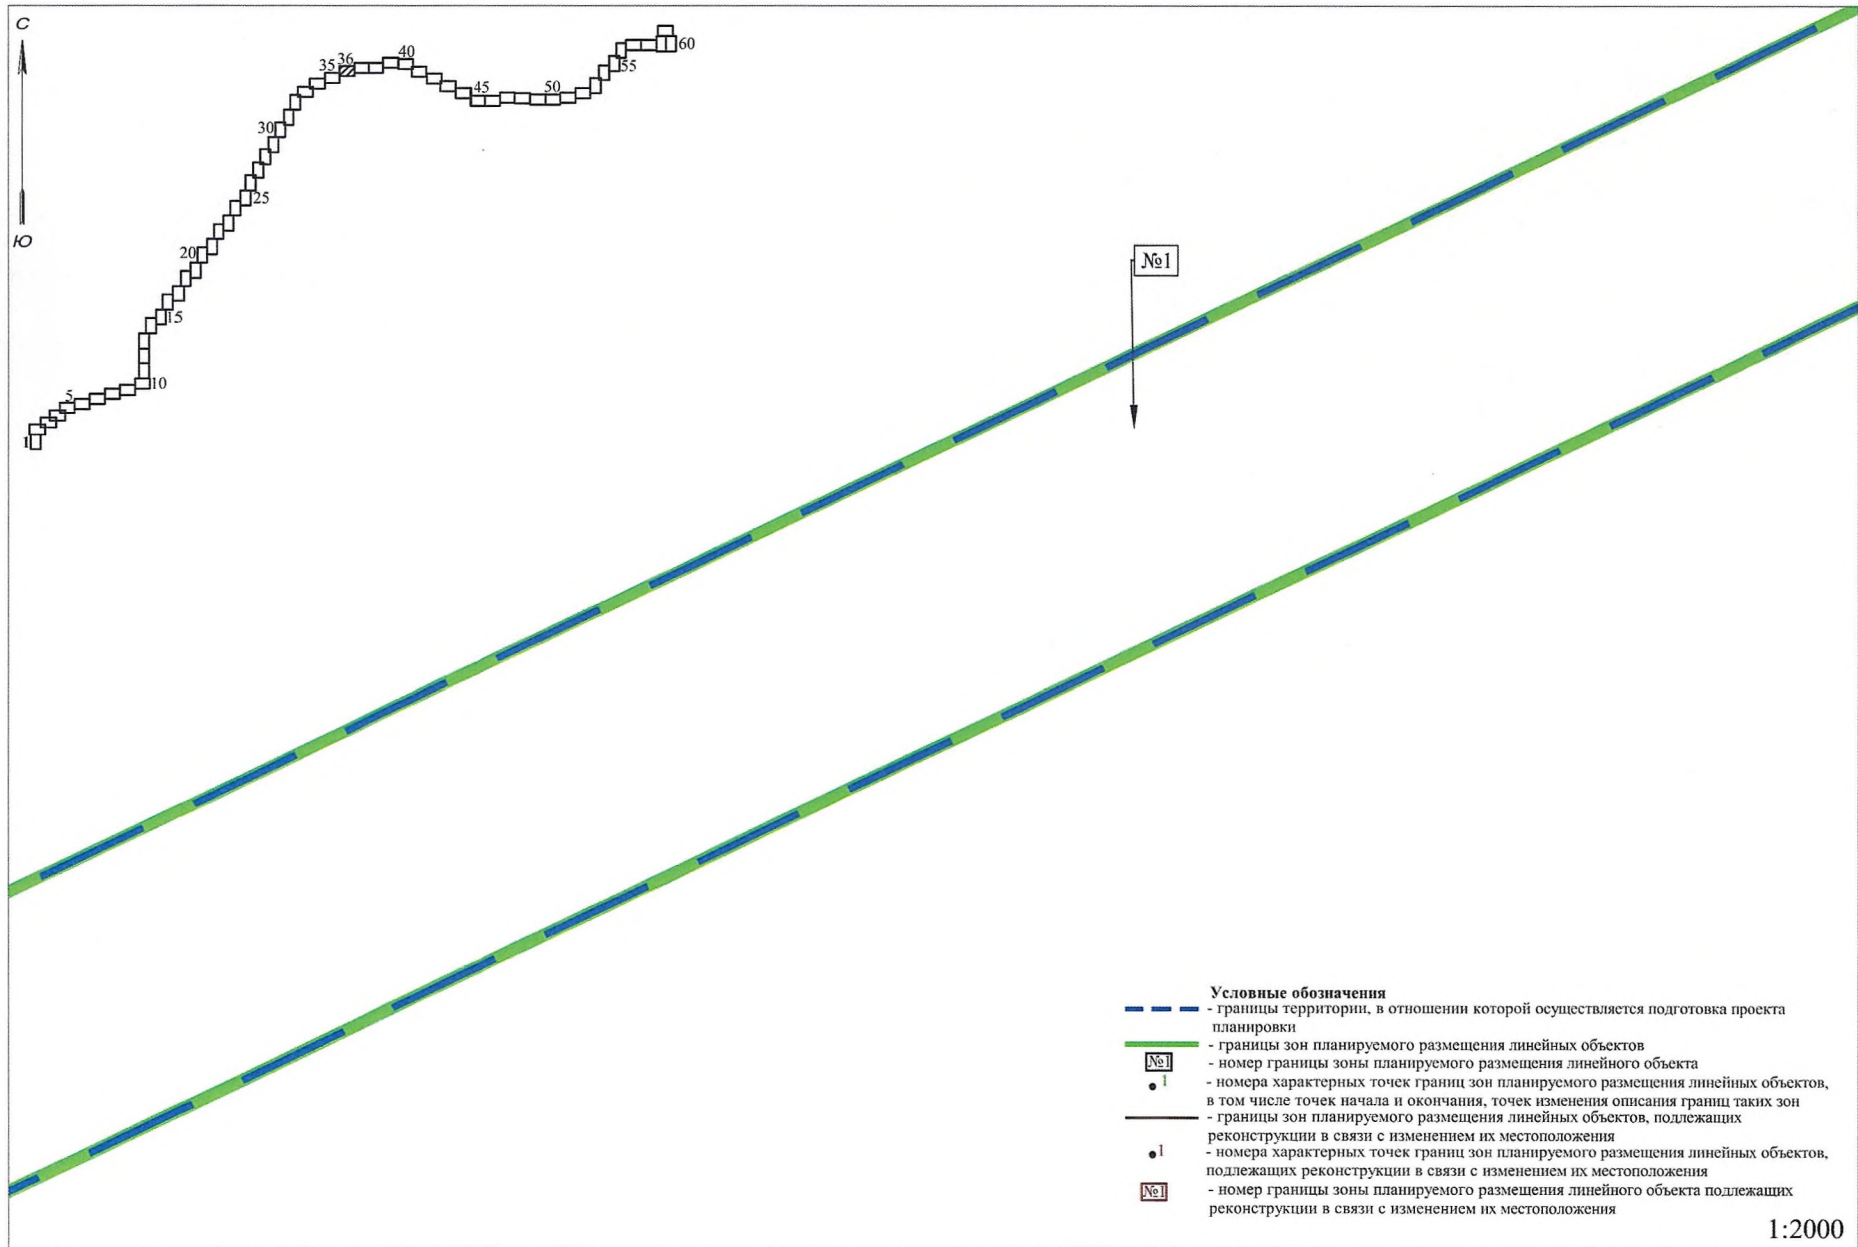 С
Ю
1
5
10
15
20
25
30
35
36
40
45
50
55
60
№1
Условные обозначения
- границы территории, в отношении которой осуществляется подготовка проекта
планировки
- границы зон планируемого размещения линейных объектов
№1
- номер границы зоны планируемого размещения линейного объекта
1
- номера характерных точек границ зон планируемого размещения линейных объектов,
в том числе точек начала и окончания, точек изменения описания границ таких зон
- границы зон планируемого размещения линейных объектов, подлежащих
реконструкции в связи с изменением их местоположения
1
- номера характерных точек границ зон планируемого размещения линейных объектов,
подлежащих реконструкции в связи с изменением их местоположения
№1
- номер границы зоны планируемого размещения линейного объекта подлежащих
реконструкции в связи с изменением их местоположения
1:2000